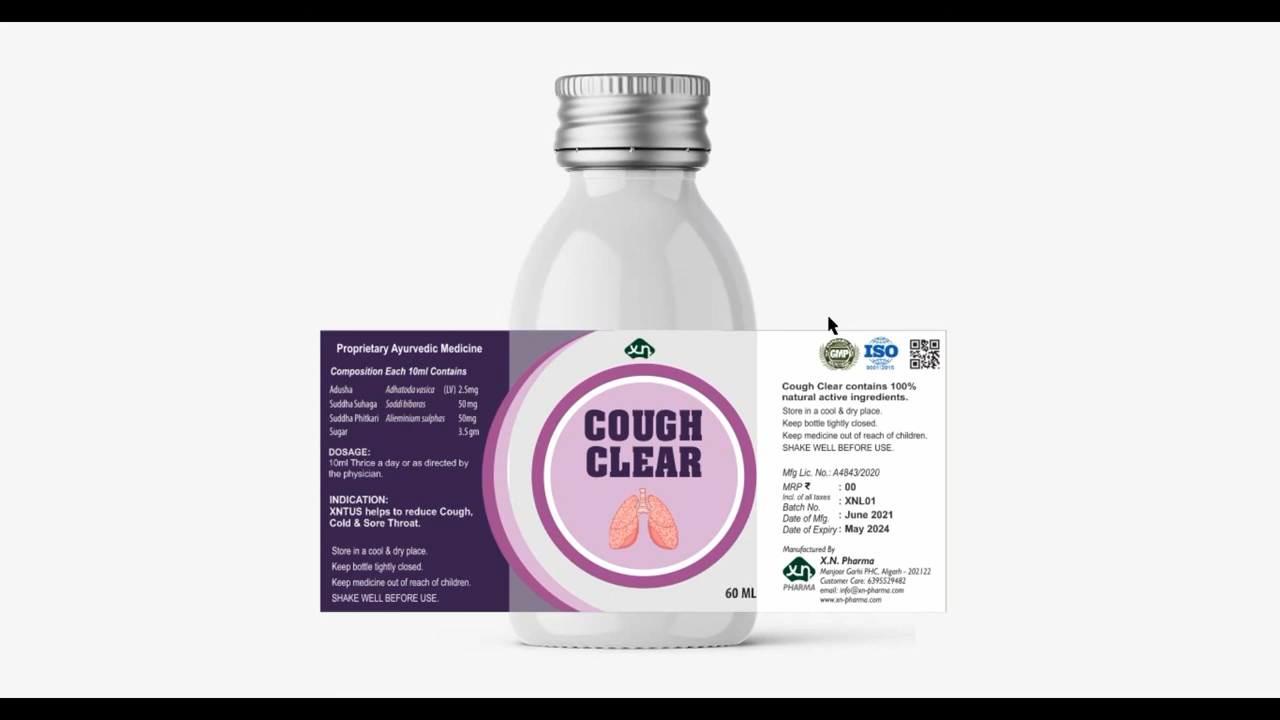 Proprietary Ayurvedic Medicine
Composition Each 10ml Contains
Adusha Adhatoda vasica (LV) 2.5mg
Suddha Suhaga Soddi biboras 50 mg
Suddha Phitkari Alieminium sulphas 50mg
Sugar 3.5 gm
DOSAGE:
10ml Thrice a day or as directed by
the physician.
INDICATION:
XNTUS helps to reduce Cough,
Cold & Sore Throat.
Store in a cool & dry place.
Keep bottle tightly closed.
Keep medicine out of reach of children.
SHAKE WELL BEFORE USE.
xn
COUGH
CLEAR
60 ML
GMP
ISO
9001:2015
Cough Clear contains 100%
natural active ingredients.
Store in a cool & dry place.
Keep bottle tightly closed.
Keep medicine out of reach of children.
SHAKE WELL BEFORE USE.
Mfg Lic. No.: A4843/2020
MRP ₹ : 00
Incl. of all taxes
Batch No. : XNL01
Date of Mfg. : June 2021
Date of Expiry : May 2024
Manufactured By
xn
PHARMA
X.N. Pharma
Manjoor Garhi PHC, Aligarh - 202122
Customer Care: 6395529482
email: info@xn-pharma.com
www.xn-pharma.com